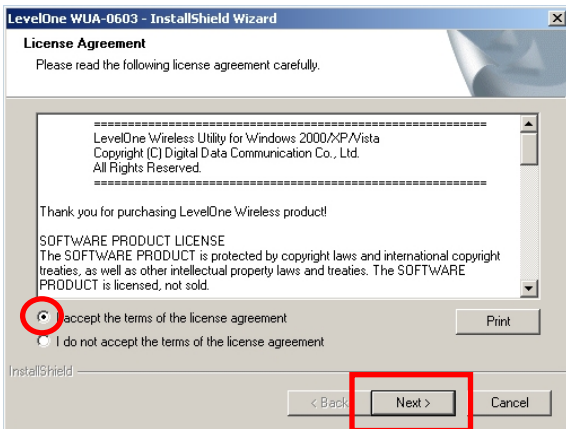 LevelOne WUA-0603 - InstallShield Wizard
License Agreement
Please read the following license agreement carefully.
============================================================
LevelOne Wireless Utility for Windows 2000/XP/Vista
Copyright (C) Digital Data Communication Co., Ltd.
All Rights Reserved.
============================================================
Thank you for purchasing LevelOne Wireless product!
SOFTWARE PRODUCT LICENSE
The SOFTWARE PRODUCT is protected by copyright laws and international copyright
treaties, as well as other intellectual property laws and treaties. The SOFTWARE
PRODUCT is licensed, not sold.
I accept the terms of the license agreement
Print
I do not accept the terms of the license agreement
InstallShield
< Back Next > Cancel